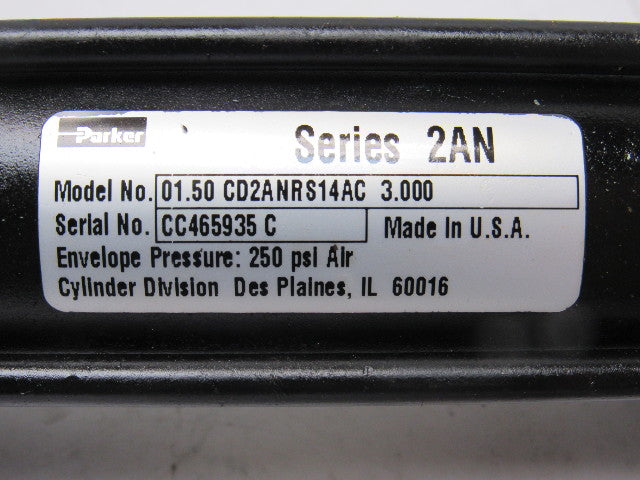 Parker
Series 2AN
Model No. 01.50 CD2ANRS14AC 3.000
Serial No. CC465935 C Made In U.S.A.
Envelope Pressure: 250 psi Air
Cylinder Division Des Plaines, IL 60016